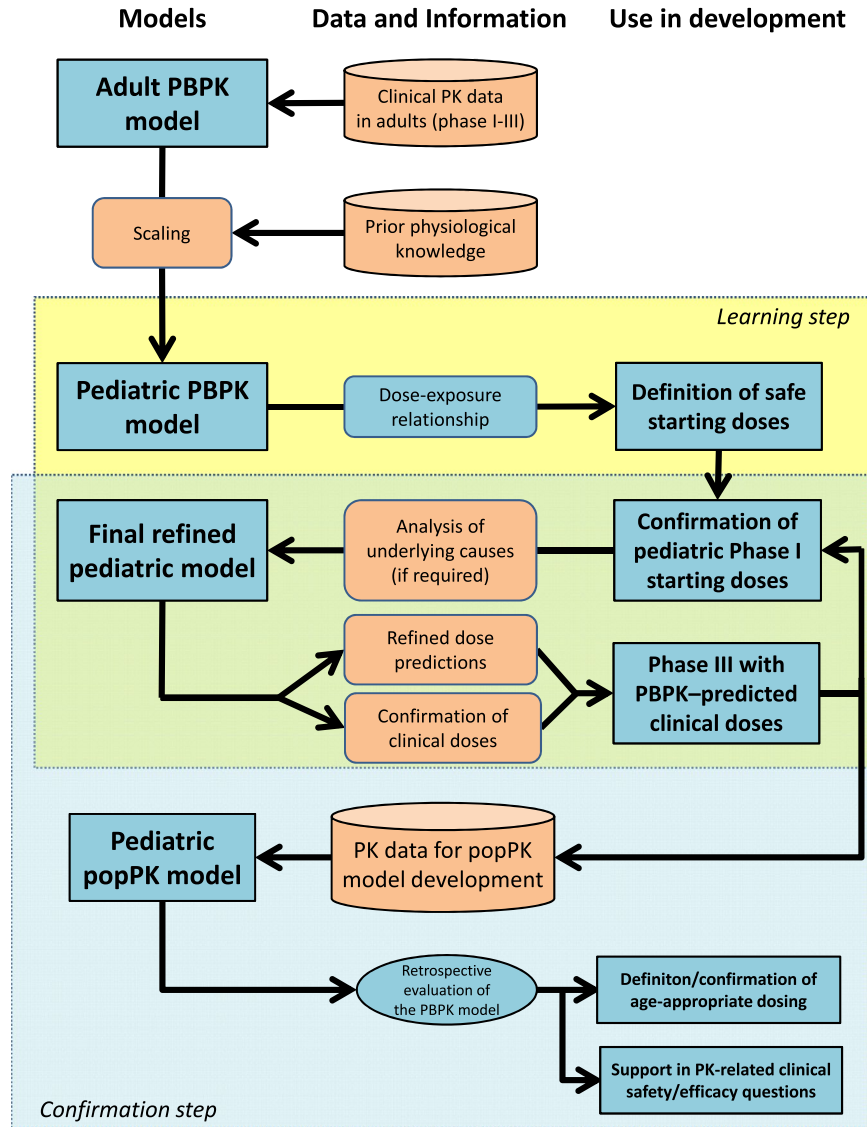 Models
Data and Information
Use in development
Adult PBPK
model
Clinical PK data
in adults (phase I-III)
Scaling
Prior physiological
knowledge
Learning step
Pediatric PBPK
model
Dose-exposure
relationship
Definition of safe
starting doses
Final refined
pediatric model
Analysis of
underlying causes
(if required)
Confirmation of
pediatric Phase I
starting doses
Refined dose
predictions
Confirmation of
clinical doses
Phase III with
PBPK–predicted
clinical doses
Pediatric
popPK model
PK data for popPK
model development
Retrospective
evaluation of
the PBPK model
Definiton/confirmation of
age-appropriate dosing
Support in PK-related clinical
safety/efficacy questions
Confirmation step